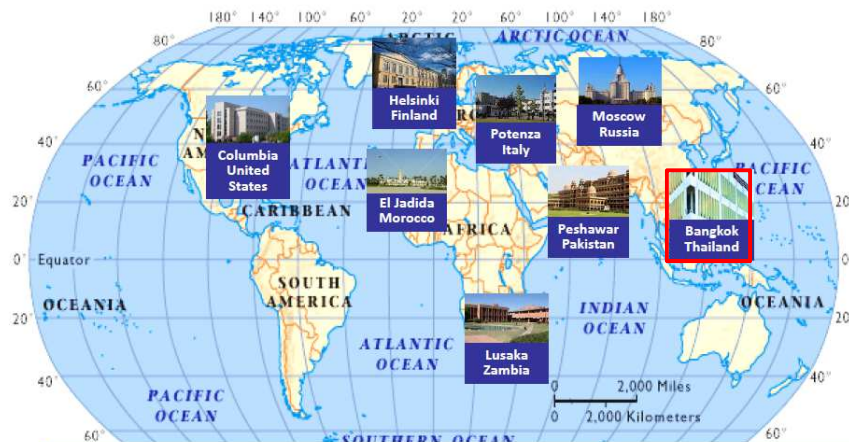 180° 140° 100° 60° 20° 20° 60° 100° 140° 180°
ARCTIC ARCTIC OCEAN
80° 80°
Helsinki
Finland
60° 60°
Potenza
Italy
Moscow
Russia
Columbia
United
States
40° 40°
PACIFIC
OCEAN
ATLANTIC
OCEAN
PACIFIC
OCEAN
El Jadida
Morocco
20° 20°
CARIBBEAN
AFRICA
Peshawar
Pakistan
Bangkok
Thailand
0° Equator
SOUTH
AMERICA
OCEANIA
INDIAN
OCEAN
OCEANIA
20° 20°
ATLANTIC
OCEAN
Lusaka
Zambia
40° 40°
0 2,000 Miles
0 2,000 Kilometers
PACIFIC
OCEAN
60° 60°
SOUTHERN OCEAN